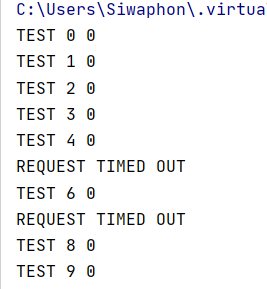 C:\Users\Siwaphon\.virtua
TEST 0 0
TEST 1 0
TEST 2 0
TEST 3 0
TEST 4 0
REQUEST TIMED OUT
TEST 6 0
REQUEST TIMED OUT
TEST 8 0
TEST 9 0